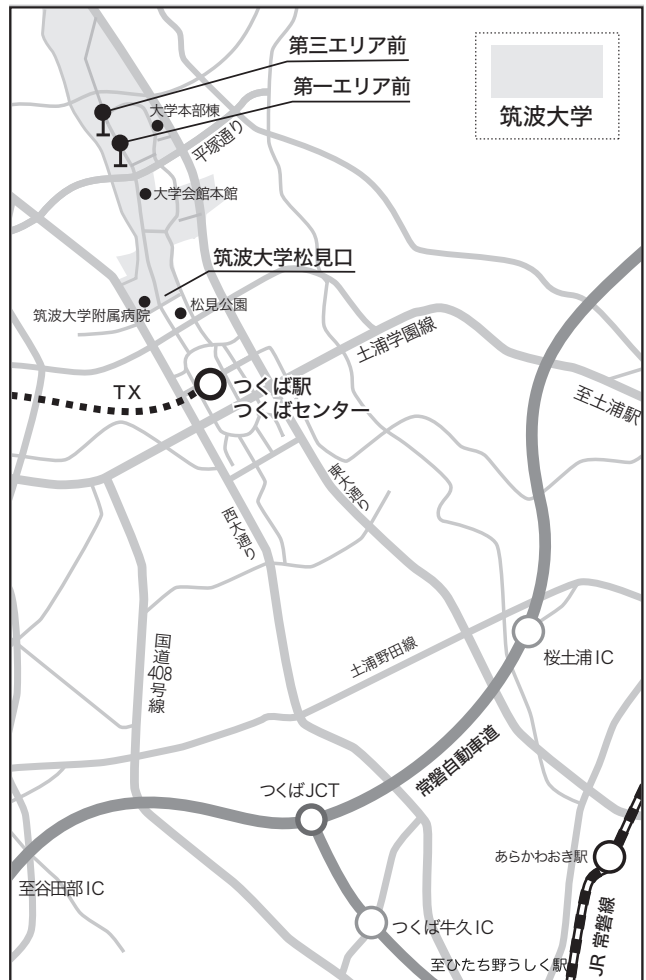 第三エリア前
第一エリア前
大学本部棟
平塚通り
筑波大学
大学会館本館
筑波大学松見口
筑波大学附属病院
松見公園
土浦学園線
TX
つくば駅
つくばセンター
至土浦駅
東大通り
西大通り
国道408号線
土浦野田線
桜土浦IC
常磐自動車道
つくばJCT
あらかわおき駅
至谷田部IC
つくば牛久IC
JR 常磐線
至ひたち野うしく駅